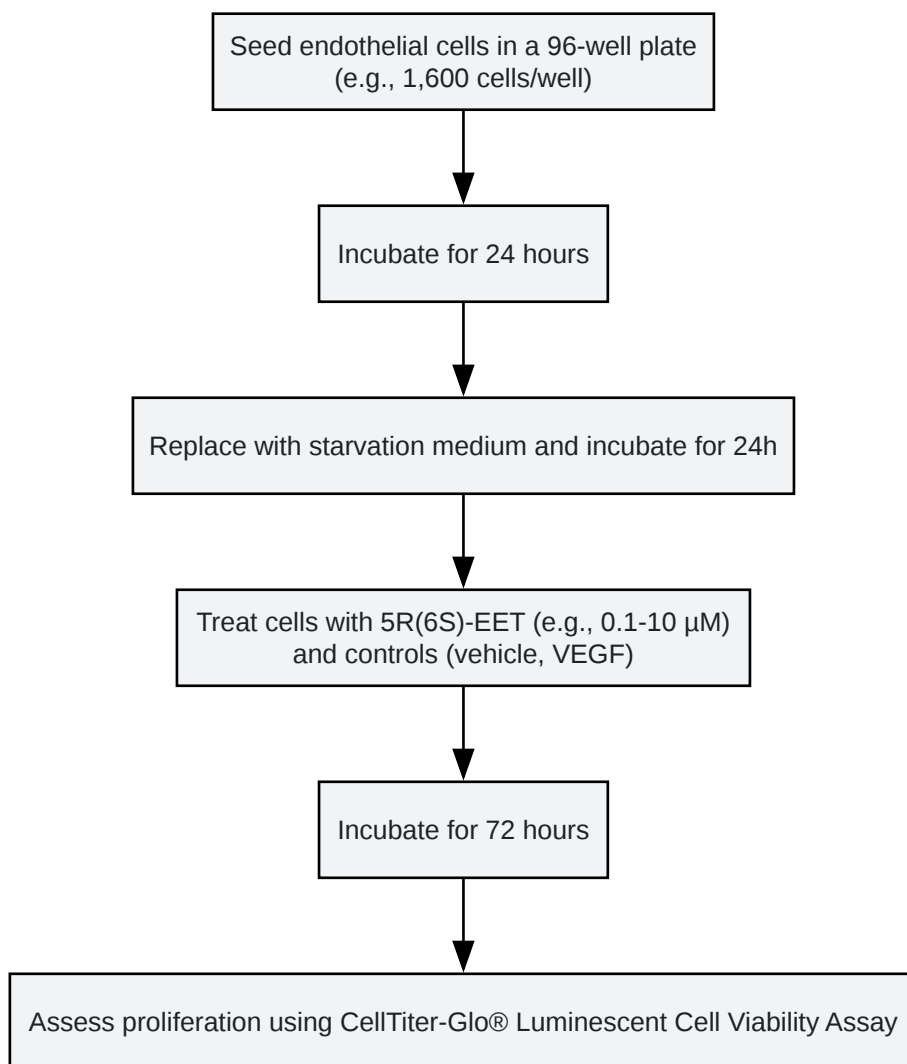 Seed endothelial cells in a 96-well plate
(e.g., 1,600 cells/well)
Incubate for 24 hours
Replace with starvation medium and incubate for 24h
Treat cells with 5R(6S)-EET (e.g., 0.1-10 µM)
and controls (vehicle, VEGF)
Incubate for 72 hours
Assess proliferation using CellTiter-Glo® Luminescent Cell Viability Assay